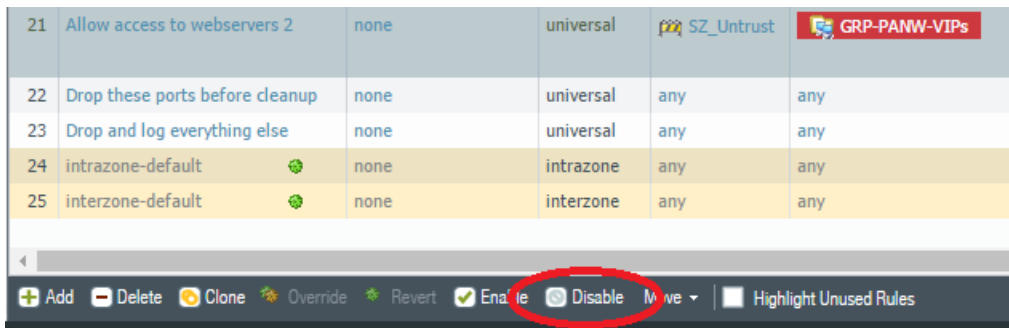 21 Allow access to webservers 2 none universal SZ_Untrust GRP-PANW-VIPs
22 Drop these ports before cleanup none universal any any
23 Drop and log everything else none universal any any
24 intrazone-default none intrazone any any
25 interzone-default none interzone any any
Add Delete Clone Override Revert Enable Disable Move Highlight Unused Rules